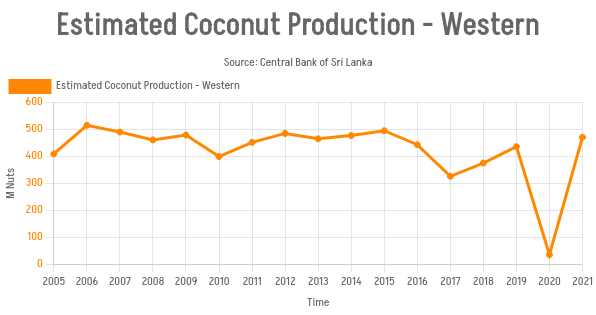 Estimated Coconut Production - Western
Source: Central Bank of Sri Lanka
Estimated Coconut Production - Western
600
500
400
300
200
100
0
M Nuts
2005 2006 2007 2008 2009 2010 2011 2012 2013 2014 2015 2016 2017 2018 2019 2020 2021
Time